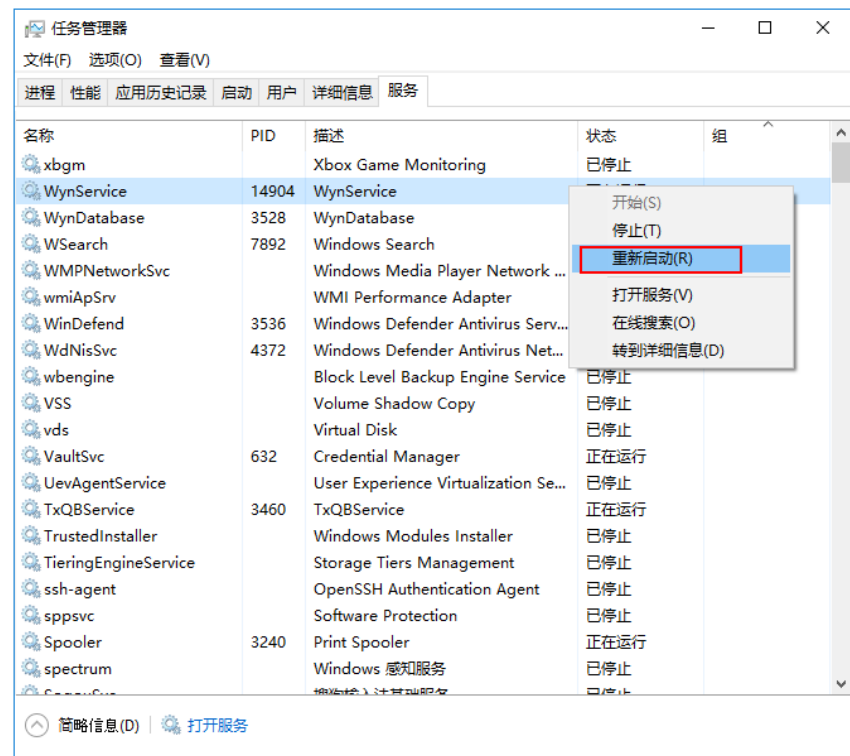 任务管理器
文件(F) 选项(O) 查看(V)
进程 性能 应用历史记录 启动 用户 详细信息 服务
名称 PID 描述 状态 组
xbgm Xbox Game Monitoring 已停止
WynService 14904 WynService
开始(S)
停止(T)
重新启动(R)
打开服务(V)
在线搜索(O)
转到详细信息(D)
WynDatabase 3528 WynDatabase
WSearch 7892 Windows Search
WMPNetworkSvc Windows Media Player Network ...
wmiApSrv WMI Performance Adapter
WinDefend 3536 Windows Defender Antivirus Serv...
WdNisSvc 4372 Windows Defender Antivirus Net...
wbengine Block Level Backup Engine Service 已停止
VSS Volume Shadow Copy 已停止
vds Virtual Disk 已停止
VaultSvc 632 Credential Manager 正在运行
UevAgentService User Experience Virtualization Se... 已停止
TxQBService 3460 TxQBService 正在运行
TrustedInstaller Windows Modules Installer 已停止
TieringEngineService Storage Tiers Management 已停止
ssh-agent OpenSSH Authentication Agent 已停止
sppsvc Software Protection 已停止
Spooler 3240 Print Spooler 正在运行
spectrum Windows 感知服务 已停止
简略信息(D) 打开服务